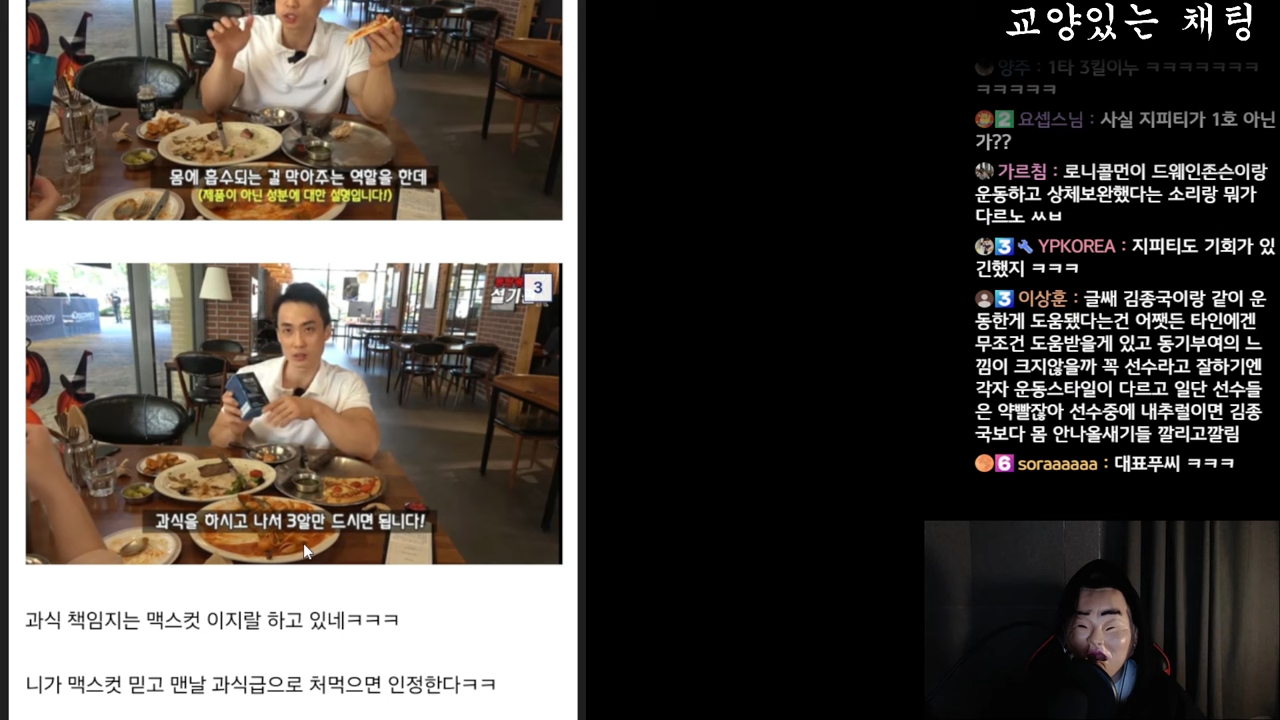 몸에 흡수되는 걸 막아주는 역할을 한데
(제품이 아닌 성분에 대한 설명입니다!)
3
과식을 하시고 나서 3알만 드시면 됩니다!
과식 책임지는 맥스컷 이지랄 하고 있네ㅋㅋㅋ
니가 맥스컷 믿고 맨날 과식급으로 처먹으면 인정한다ㅋㅋ
교양있는 채팅
양주 : 1타 3킬이누 ㅋㅋㅋㅋㅋㅋㅋ
ㅋㅋㅋㅋㅋ
2 요셉스님 : 사실 지피티가 1호 아닌
가??
가르침 : 로니콜먼이 드웨인존슨이랑
운동하고 상체보완했다는 소리랑 뭐가
다르노 ㅆㅂ
3 YPKOREA : 지피티도 기회가 있
긴했지 ㅋㅋㅋ
3 이상훈 : 글쌔 김종국이랑 같이 운
동한게 도움됐다는건 어쨋든 타인에겐
무조건 도움받을게 있고 동기부여의 느
낌이 크지않을까 꼭 선수라고 잘하기엔
각자 운동스타일이 다르고 일단 선수들
은 약빨잖아 선수중에 내추럴이면 김종
국보다 몸 안나올새기들 깔리고깔림
6 soraaaaaa : 대표푸씨 ㅋㅋㅋ